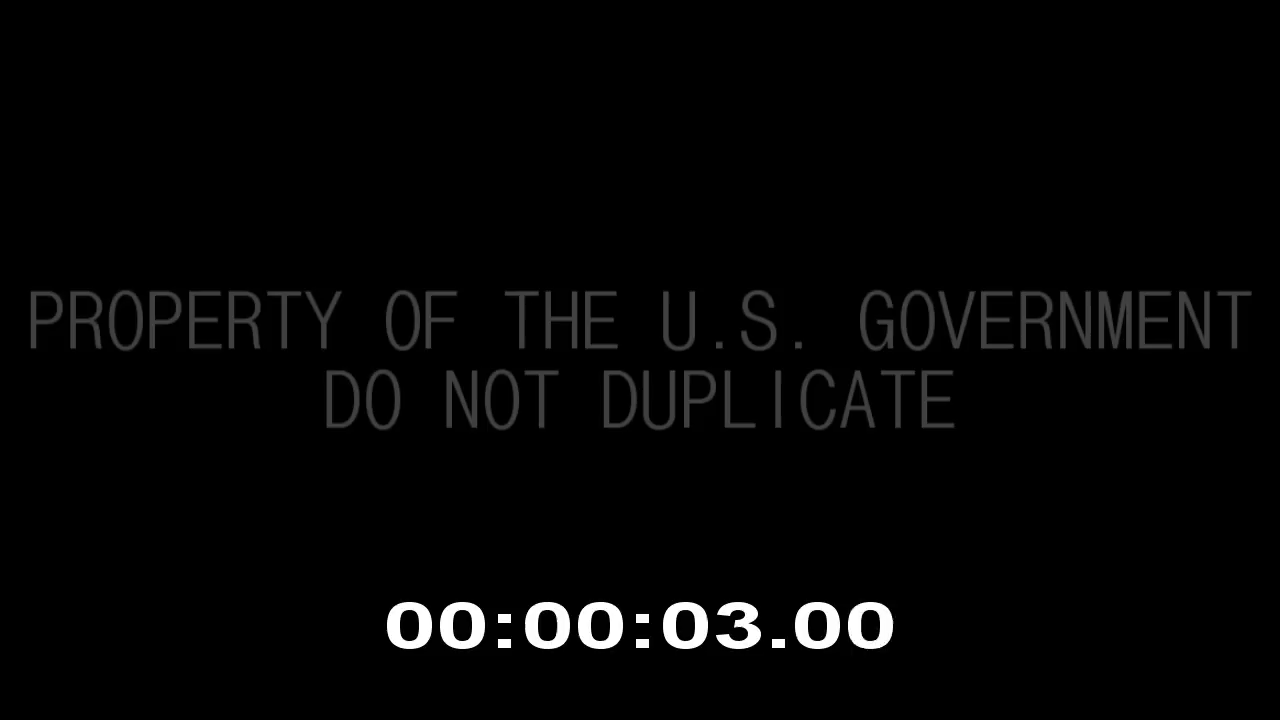 PROPERTY OF THE U.S. GOVERNMENT
DO NOT DUPLICATE
00:00:03.00